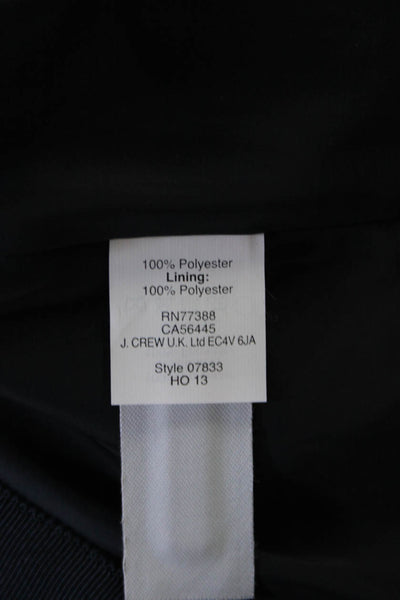 100% Polyester
Lining:
100% Polyester
RN77388
CA56445
J. CREW U.K. Ltd EC4V 6JA
Style 07833
HO 13